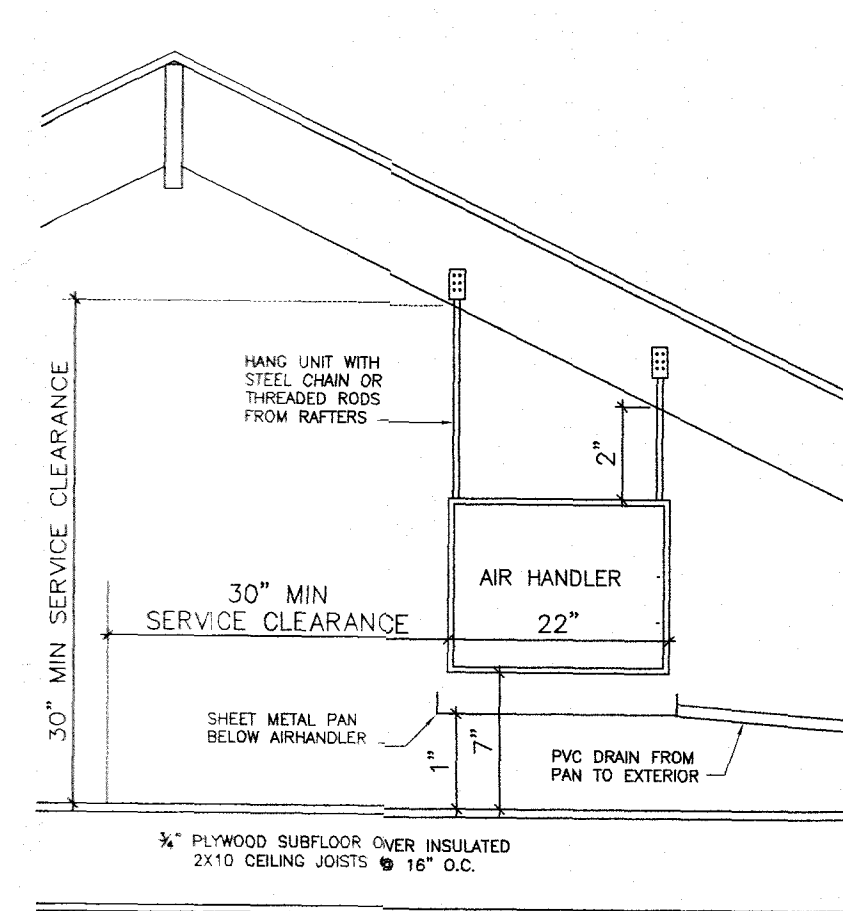 HANG UNIT WITH
STEEL CHAIN OR
THREADED RODS
FROM RAFTERS
30" MIN SERVICE CLEARANCE
2"
AIR HANDLER
30" MIN
SERVICE CLEARANCE
22"
SHEET METAL PAN
BELOW AIRHANDLER
1"
7"
PVC DRAIN FROM
PAN TO EXTERIOR
¾" PLYWOOD SUBFLOOR OVER INSULATED
2X10 CEILING JOISTS @ 16" O.C.